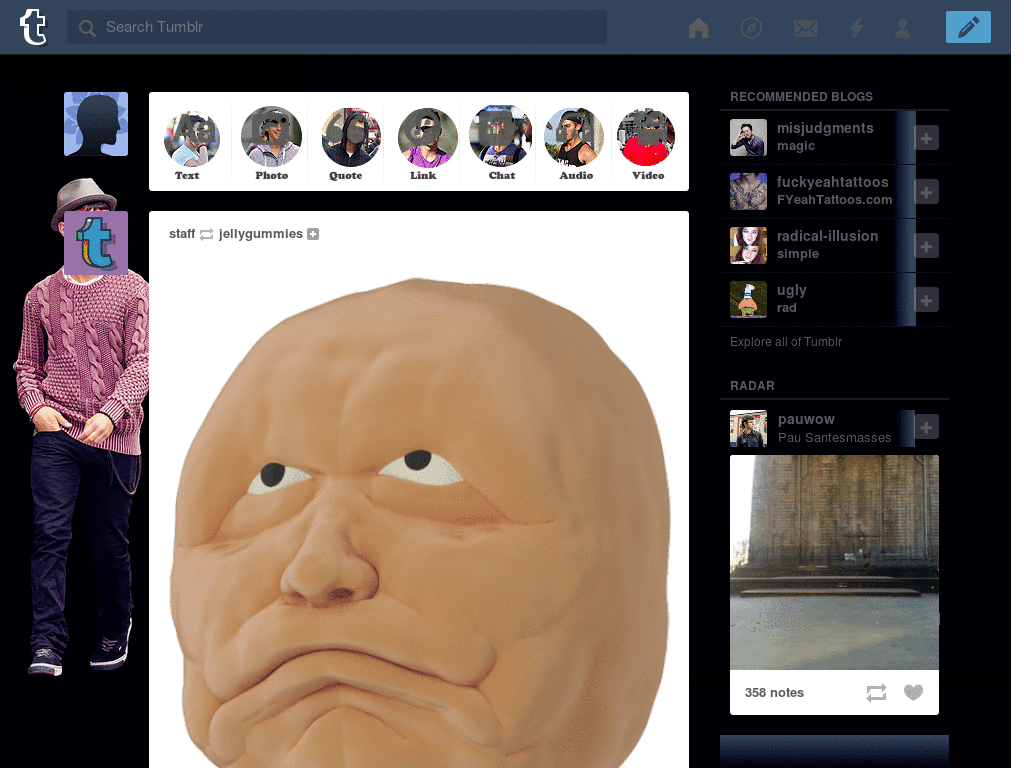 t
Search Tumblr
Text
Photo
Quote
Link
Chat
Audio
Video
t
staff jellygummies
RECOMMENDED BLOGS
misjudgments
magic
fuckyeahtattoos
FYeahTattoos.com
radical-illusion
simple
ugly
rad
Explore all of Tumblr
RADAR
pauwow
Pau Santesmasses
358 notes